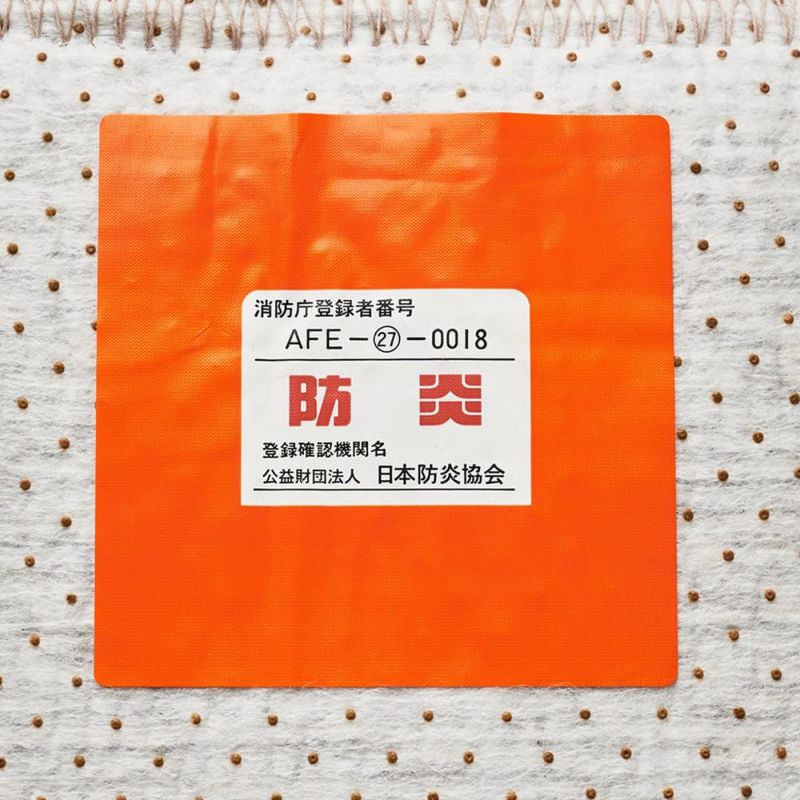 消防庁登録者番号
AFE-㉗-0018
防炎
登録確認機関名
公益財団法人 日本防炎協会